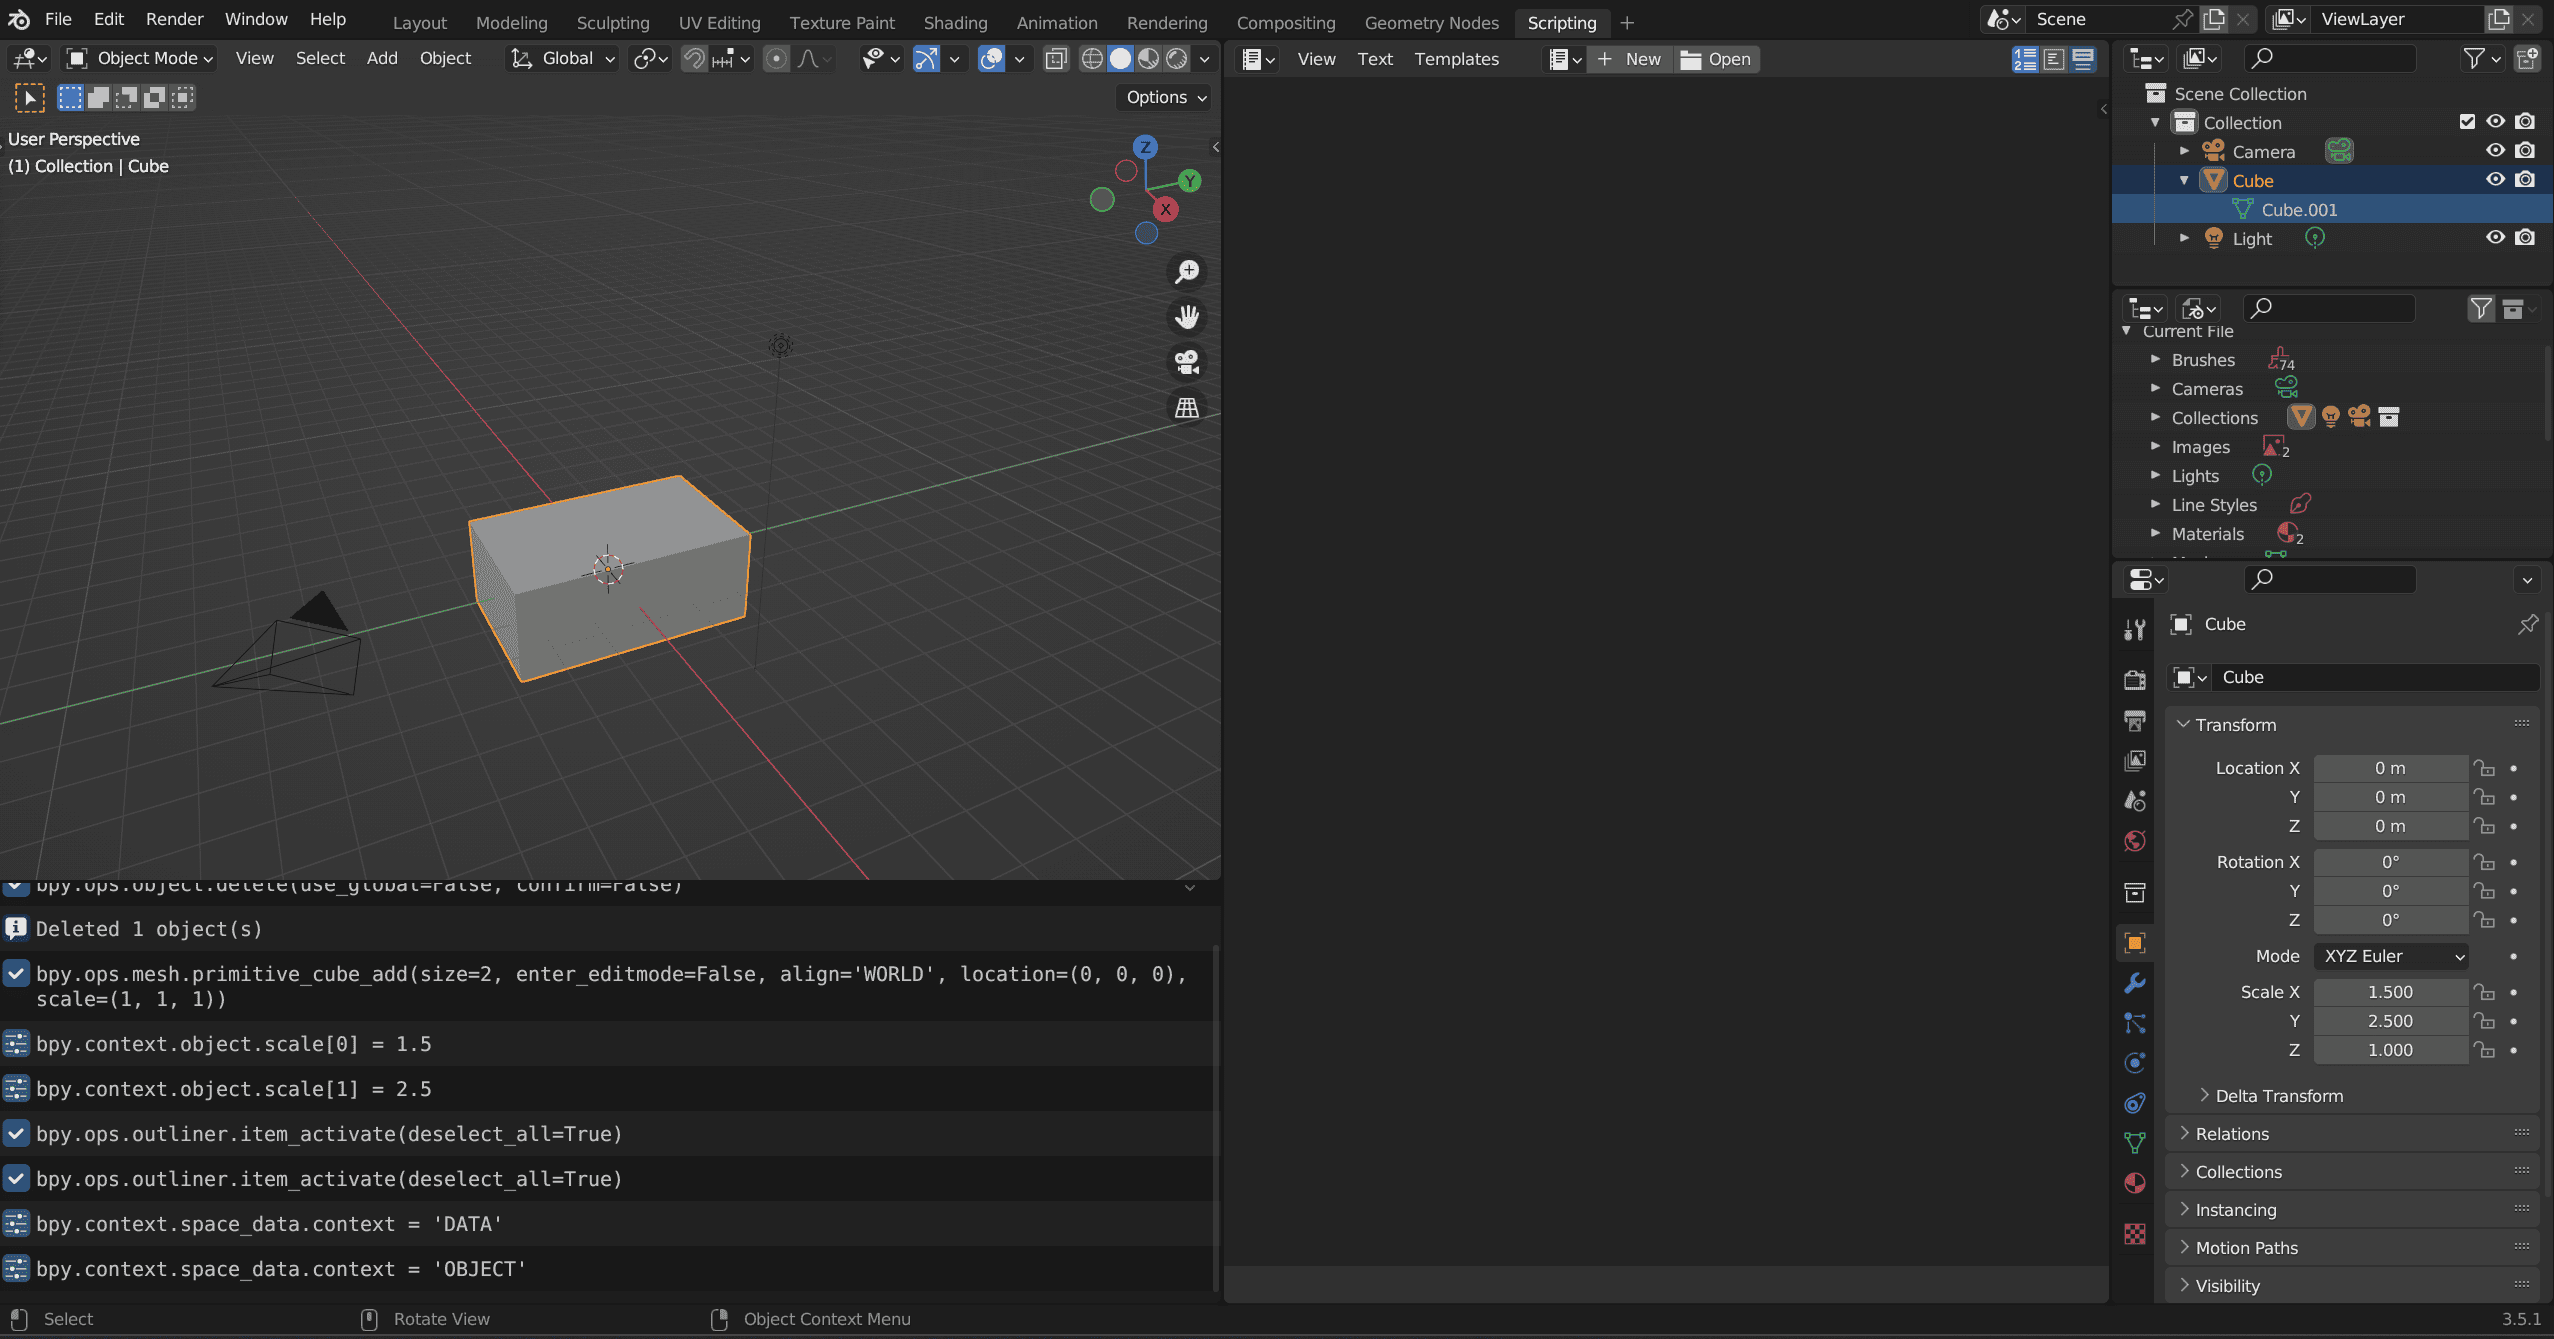 File Edit Render Window Help
Layout Modeling Sculpting UV Editing Texture Paint Shading Animation Rendering Compositing Geometry Nodes Scripting +
Scene
ViewLayer
Object Mode View Select Add Object Global
Options
User Perspective
(1) Collection | Cube
Z
Y
X
View Text Templates
New Open
Scene Collection
Collection
Camera
Cube
Cube.001
Light
Current File
Brushes 74
Cameras
Collections
Images 2
Lights
Line Styles
Materials 2
Cube
Cube
Transform
Location X 0 m
Y 0 m
Z 0 m
Rotation X 0°
Y 0°
Z 0°
Mode XYZ Euler
Scale X 1.500
Y 2.500
Z 1.000
Delta Transform
Relations
Collections
Instancing
Motion Paths
Visibility
bpy.ops.object.delete(use_global=False, confirm=False)
Deleted 1 object(s)
bpy.ops.mesh.primitive_cube_add(size=2, enter_editmode=False, align='WORLD', location=(0, 0, 0),
scale=(1, 1, 1))
bpy.context.object.scale[0] = 1.5
bpy.context.object.scale[1] = 2.5
bpy.ops.outliner.item_activate(deselect_all=True)
bpy.ops.outliner.item_activate(deselect_all=True)
bpy.context.space_data.context = 'DATA'
bpy.context.space_data.context = 'OBJECT'
Select Rotate View Object Context Menu
3.5.1